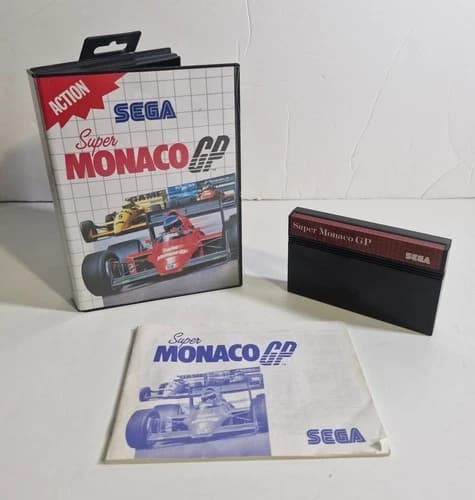 ACTION
SEGA
Super
MONACO GP
Super Monaco GP
SEGA
Super
MONACO GP
SEGA